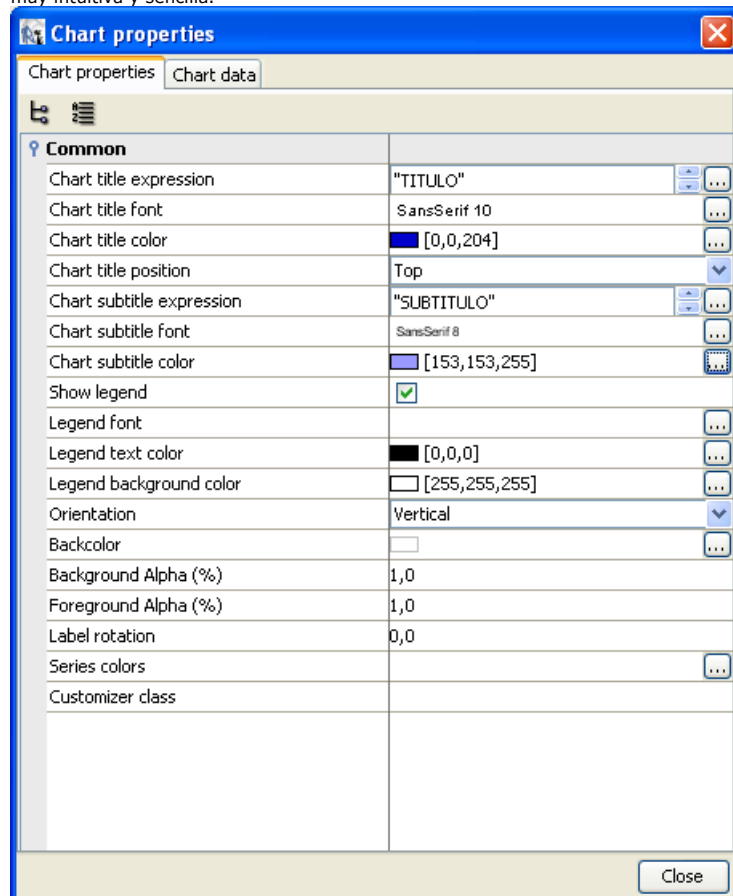 muy intuitiva y sencilla.
Chart properties
Chart properties Chart data
Common
Chart title expression "TITULO" ...
Chart title font SansSerif 10 ...
Chart title color [0,0,204] ...
Chart title position Top
Chart subtitle expression "SUBTITULO" ...
Chart subtitle font SansSerif 8 ...
Chart subtitle color [153,153,255] ...
Show legend
Legend font ...
Legend text color [0,0,0] ...
Legend background color [255,255,255] ...
Orientation Vertical
Backcolor ...
Background Alpha (%) 1,0
Foreground Alpha (%) 1,0
Label rotation 0,0
Series colors ...
Customizer class
Close